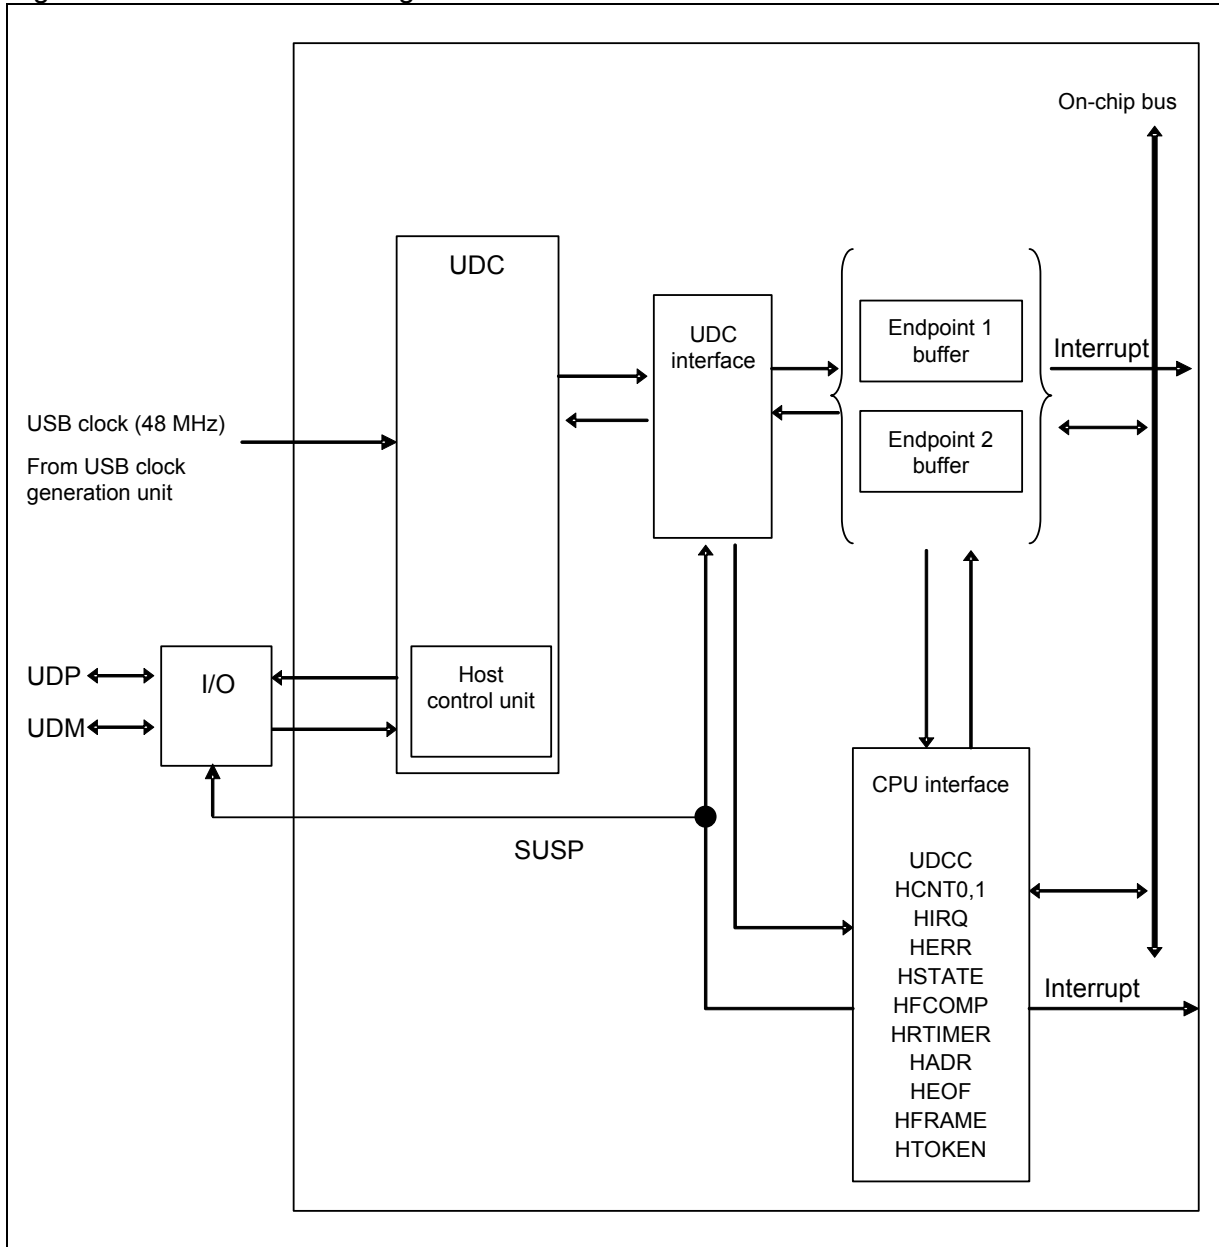 On-chip bus
UDC
UDC
interface
Endpoint 1
buffer
Interrupt
Endpoint 2
buffer
USB clock (48 MHz)
From USB clock
generation unit
UDP
UDM
I/O
Host
control unit
SUSP
CPU interface
UDCC
HCNT0,1
HIRQ
HERR
HSTATE
HFCOMP
HRTIMER
HADR
HEOF
HFRAME
HTOKEN
Interrupt